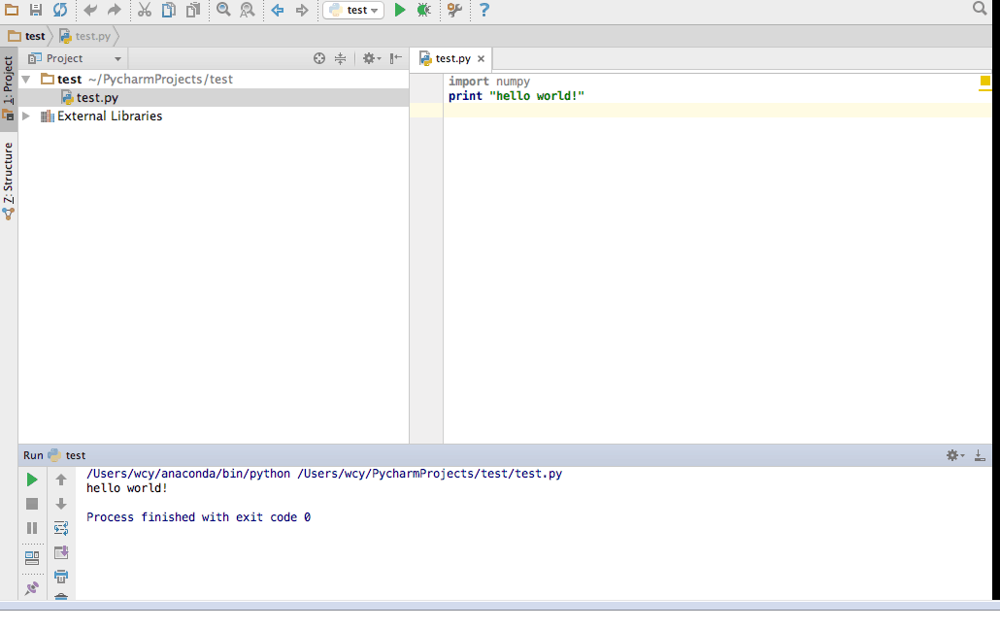 test
test
test.py
1: Project
Project
test ~/PycharmProjects/test
test.py
External Libraries
Z: Structure
test.py
import numpy
print "hello world!"
Run test
/Users/wcy/anaconda/bin/python /Users/wcy/PycharmProjects/test/test.py
hello world!
Process finished with exit code 0